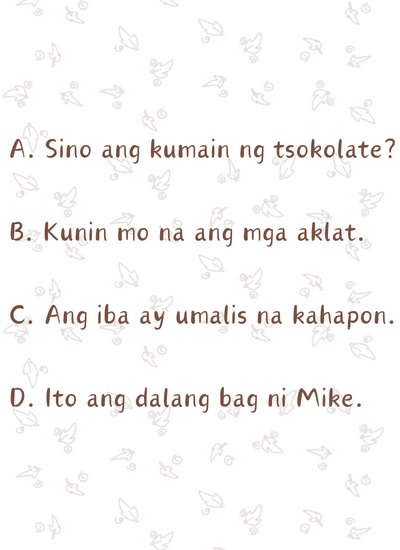 A. Sino ang kumain ng tsokolate?
B. Kunin mo na ang mga aklat.
C. Ang iba ay umalis na kahapon.
D. Ito ang dalang bag ni Mike.